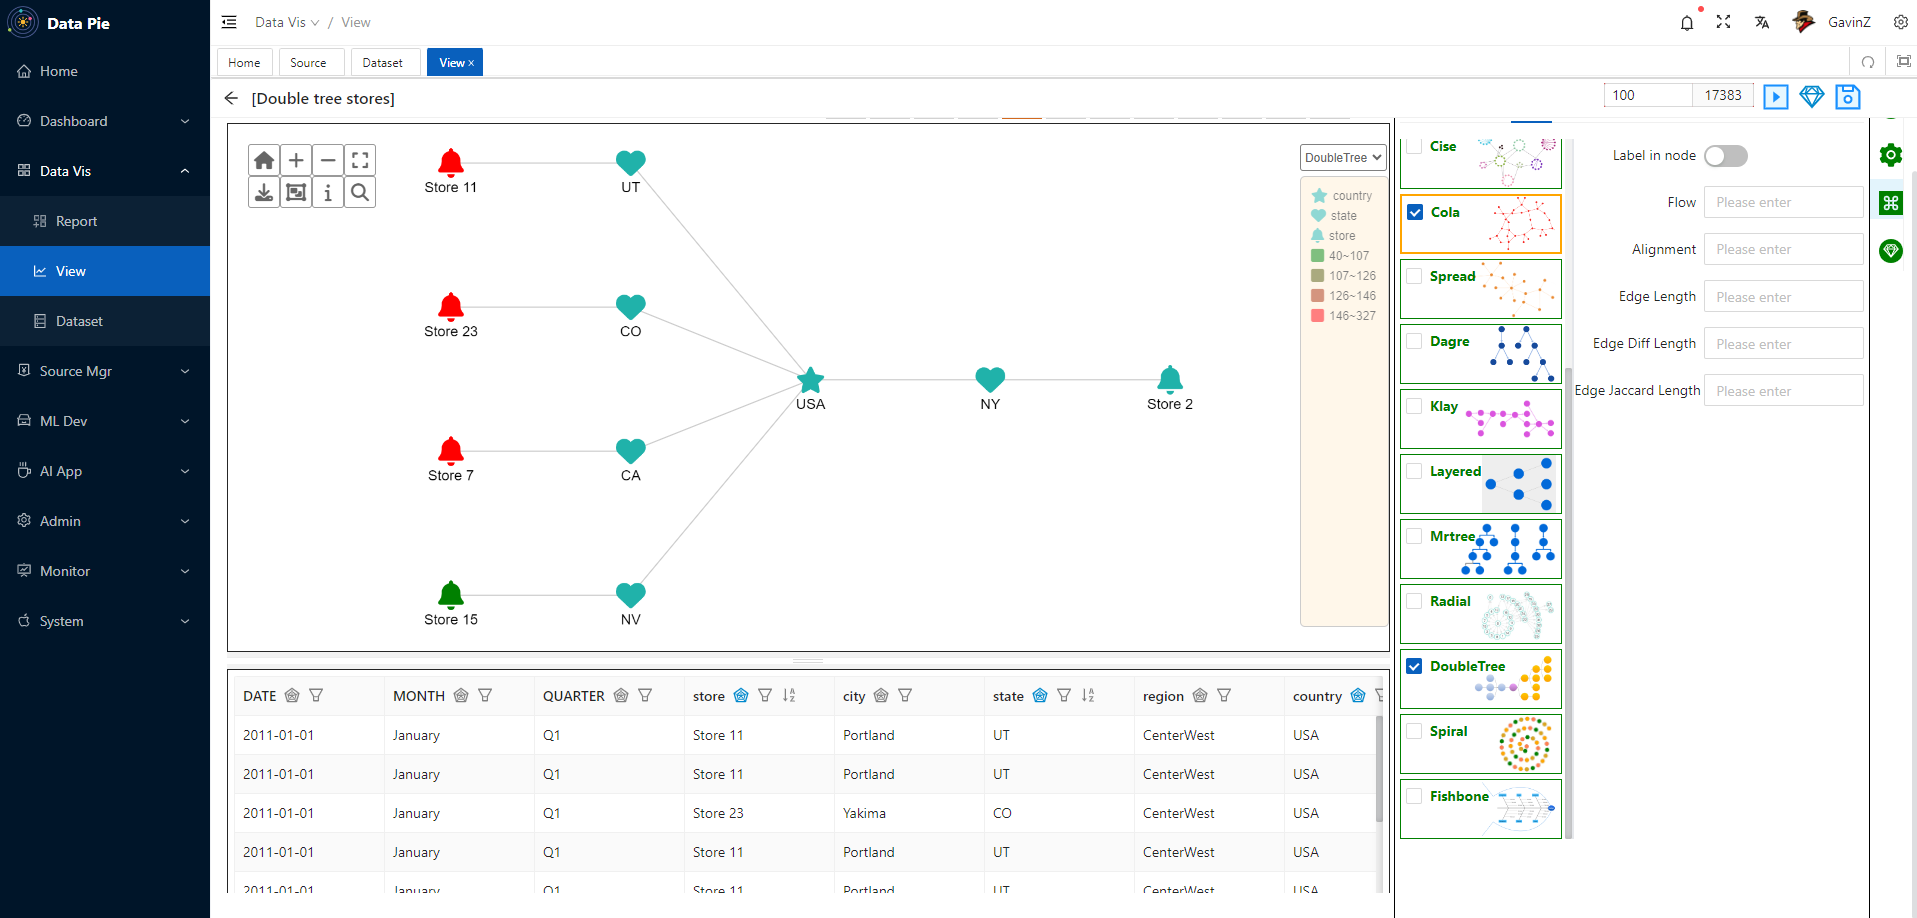 Data Pie
Data Vis / View
GavinZ
Home
Source
Dataset
View ×
Home
Dashboard
Data Vis
Report
View
Dataset
Source Mgr
ML Dev
AI App
Admin
Monitor
System
[Double tree stores]
100
17383
Store 11
UT
Store 23
CO
Store 7
CA
Store 15
NV
USA
NY
Store 2
DoubleTree
country
state
store
40~107
107~126
126~146
146~327
Cise
Cola
Spread
Dagre
Klay
Layered
Mrtree
Radial
DoubleTree
Spiral
Fishbone
Label in node
Flow Please enter
Alignment Please enter
Edge Length Please enter
Edge Diff Length Please enter
Edge Jaccard Length Please enter
DATE MONTH QUARTER store city state region country
2011-01-01 January Q1 Store 11 Portland UT CenterWest USA
2011-01-01 January Q1 Store 11 Portland UT CenterWest USA
2011-01-01 January Q1 Store 23 Yakima CO CenterWest USA
2011-01-01 January Q1 Store 11 Portland UT CenterWest USA
2011-01-01 January Q1 Store 11 Portland UT CenterWest USA